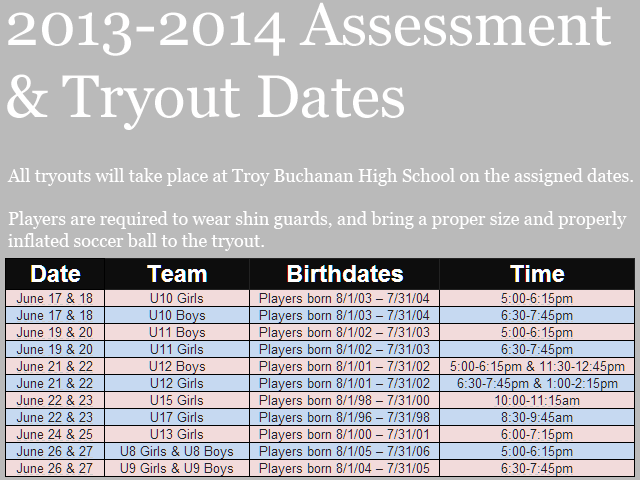 2013-2014 Assessment
& Tryout Dates
All tryouts will take place at Troy Buchanan High School on the assigned dates.
Players are required to wear shin guards, and bring a proper size and properly
inflated soccer ball to the tryout.
Date Team Birthdates Time
June 17 & 18 U10 Girls Players born 8/1/03 – 7/31/04 5:00-6:15pm
June 17 & 18 U10 Boys Players born 8/1/03 – 7/31/04 6:30-7:45pm
June 19 & 20 U11 Boys Players born 8/1/02 – 7/31/03 5:00-6:15pm
June 19 & 20 U11 Girls Players born 8/1/02 – 7/31/03 6:30-7:45pm
June 21 & 22 U12 Boys Players born 8/1/01 – 7/31/02 5:00-6:15pm & 11:30-12:45pm
June 21 & 22 U12 Girls Players born 8/1/01 – 7/31/02 6:30-7:45pm & 1:00-2:15pm
June 22 & 23 U15 Girls Players born 8/1/98 – 7/31/00 10:00-11:15am
June 22 & 23 U17 Girls Players born 8/1/96 – 7/31/98 8:30-9:45am
June 24 & 25 U13 Girls Players born 8/1/00 – 7/31/01 6:00-7:15pm
June 26 & 27 U8 Girls & U8 Boys Players born 8/1/05 – 7/31/06 5:00-6:15pm
June 26 & 27 U9 Girls & U9 Boys Players born 8/1/04 – 7/31/05 6:30-7:45pm